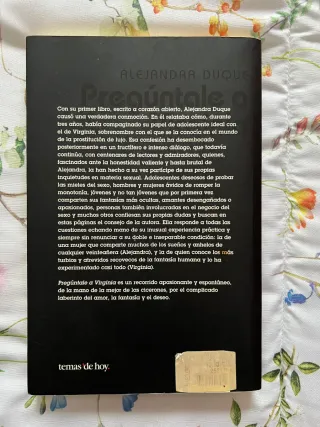 ALEJANDRA DUQUE
Pregúntale a
Con su primer libro, escrito a corazón abierto, Alejandra Duque
causó una verdadera conmoción. En él relataba cómo, durante
tres años, había compaginado su papel de adolescente ideal con
el de Virginia, sobrenombre con el que se la conocía en el mundo
de la prostitución de lujo. Esa confesión ha desembocado
posteriormente en un fructífero e intenso diálogo, que todavía
continúa, con centenares de lectores y admiradores, quienes,
fascinados ante la honestidad valiente y hasta brutal de
Alejandra, la han hecho a su vez partícipe de sus propias
inquietudes en materia sexual. Adolescentes deseosos de probar
las mieles del sexo, hombres y mujeres ávidos de romper la
monotonía, jóvenes y no tan jóvenes que por primera vez
comparten sus fantasías más ocultas, amantes desengañados o
apasionados, personas también involucradas en el negocio del
sexo y muchos otros confiesan sus propias dudas y buscan en
estas páginas el consejo de la autora. Ella responde a todas las
cuestiones echando mano de su inusual experiencia práctica y
siempre sin renunciar a su doble e inseparable condición: la de
una mujer que comparte muchos de los sueños y anhelos de
cualquier veinteañera (Alejandra), y la de quien conoce los más
turbios y atrevidos recovecos de la fantasía humana y lo ha
experimentado casi todo (Virginia).
Pregúntale a Virginia es un recorrido apasionante y espontáneo,
de la mano de la mejor de las cicerones, por el complicado
laberinto del amor, la fantasía y el deseo.
temas'de hoy.